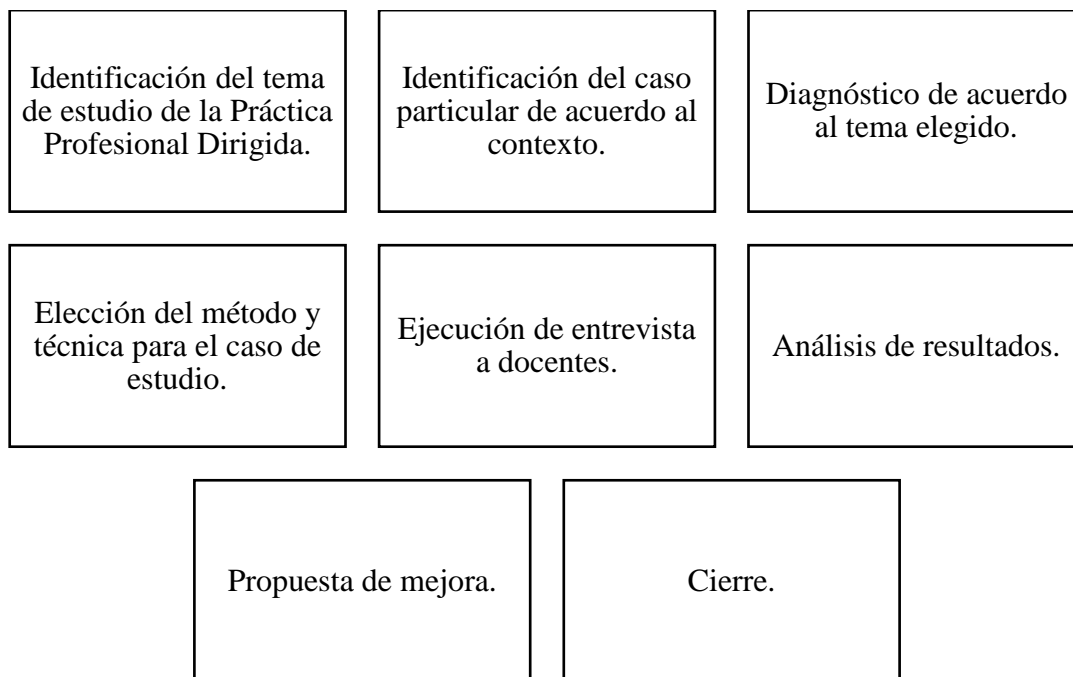 Identificación del tema
de estudio de la Práctica
Profesional Dirigida.
Identificación del caso
particular de acuerdo al
contexto.
Diagnóstico de acuerdo
al tema elegido.
Elección del método y
técnica para el caso de
estudio.
Ejecución de entrevista
a docentes.
Análisis de resultados.
Propuesta de mejora.
Cierre.